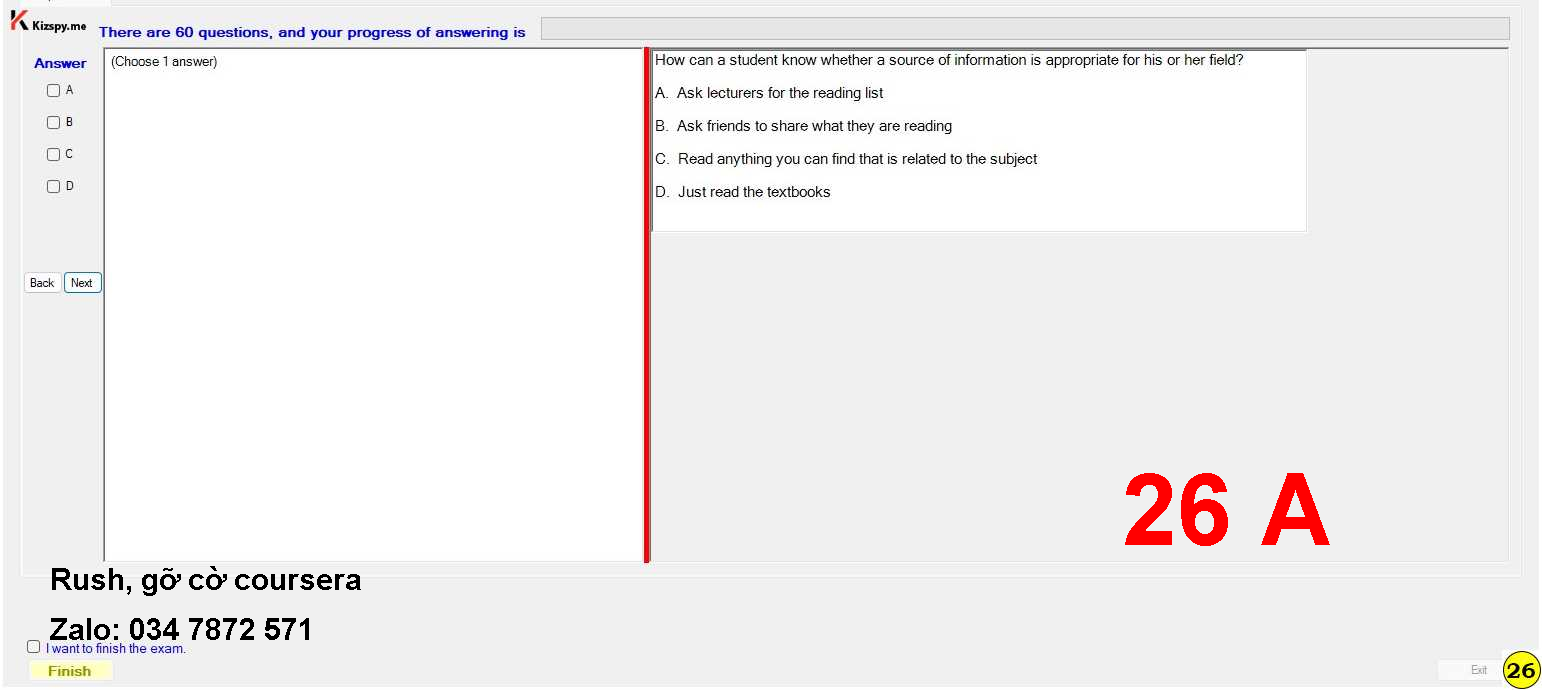 Kizspy.me
There are 60 questions, and your progress of answering is
Answer
A
B
C
D
Back Next
(Choose 1 answer)
How can a student know whether a source of information is appropriate for his or her field?
A. Ask lecturers for the reading list
B. Ask friends to share what they are reading
C. Read anything you can find that is related to the subject
D. Just read the textbooks
26 A
Rush, gỡ cờ coursera
Zalo: 034 7872 571
I want to finish the exam.
Finish
Exit
26